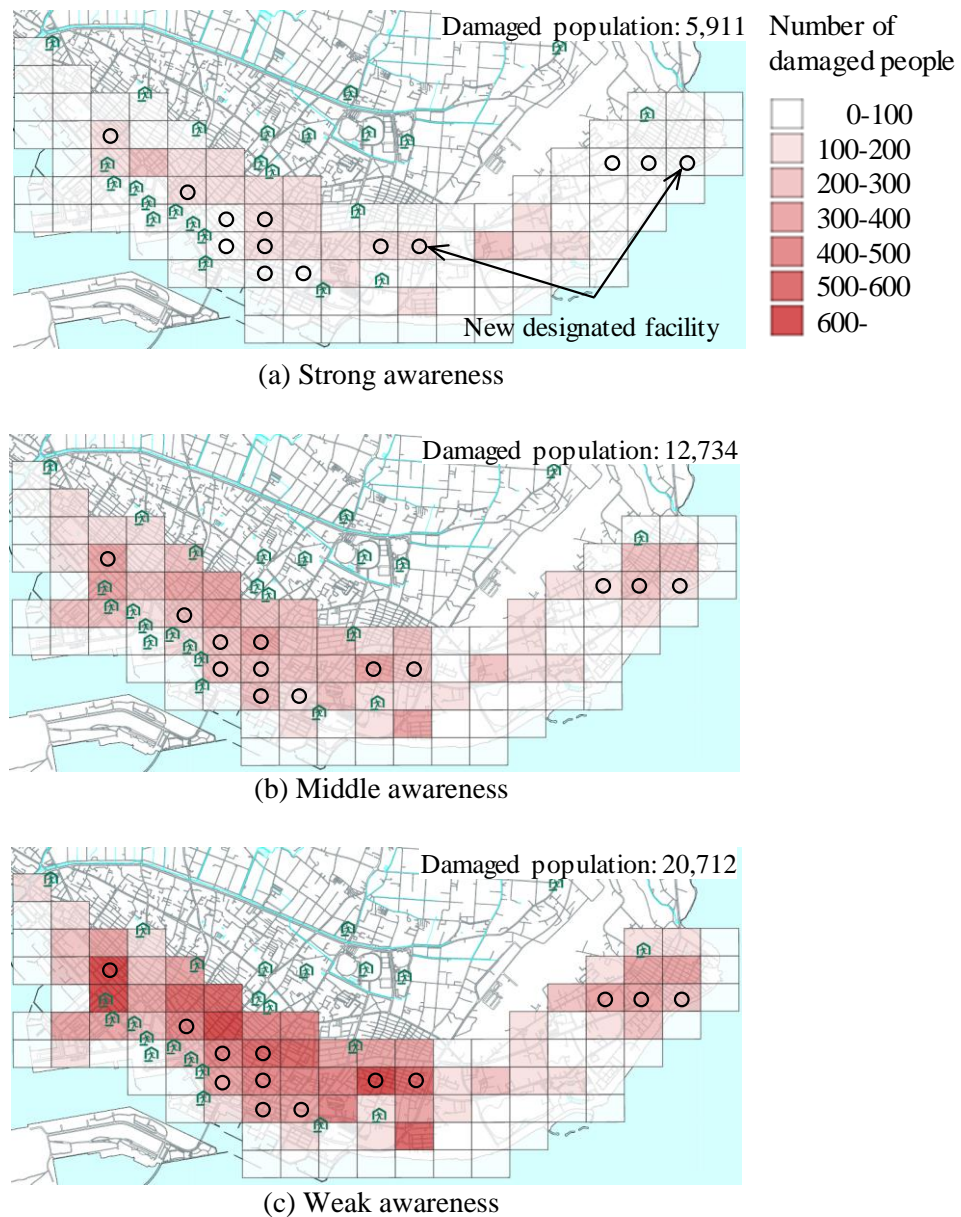 Damaged population: 5,911
Number of
damaged people
0-100
100-200
200-300
300-400
400-500
500-600
600-
New designated facility
(a) Strong awareness
Damaged population: 12,734
(b) Middle awareness
Damaged population: 20,712
(c) Weak awareness